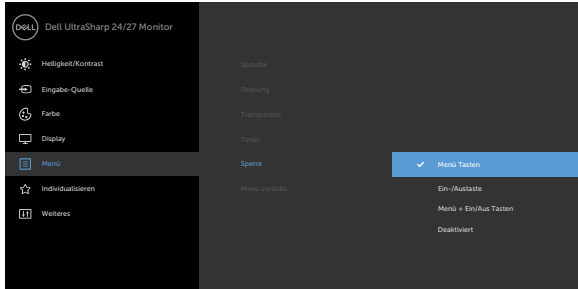 DELL
Dell UltraSharp 24/27 Monitor
Helligkeit/Kontrast
Sprache
Eingabe-Quelle
Drehung
Farbe
Transparenz
Display
Timer
Menü
Sperre
Menü Tasten
Individualisieren
Menü zurücks.
Ein-/Austaste
Menü + Ein/Aus Tasten
Weiteres
Deaktiviert